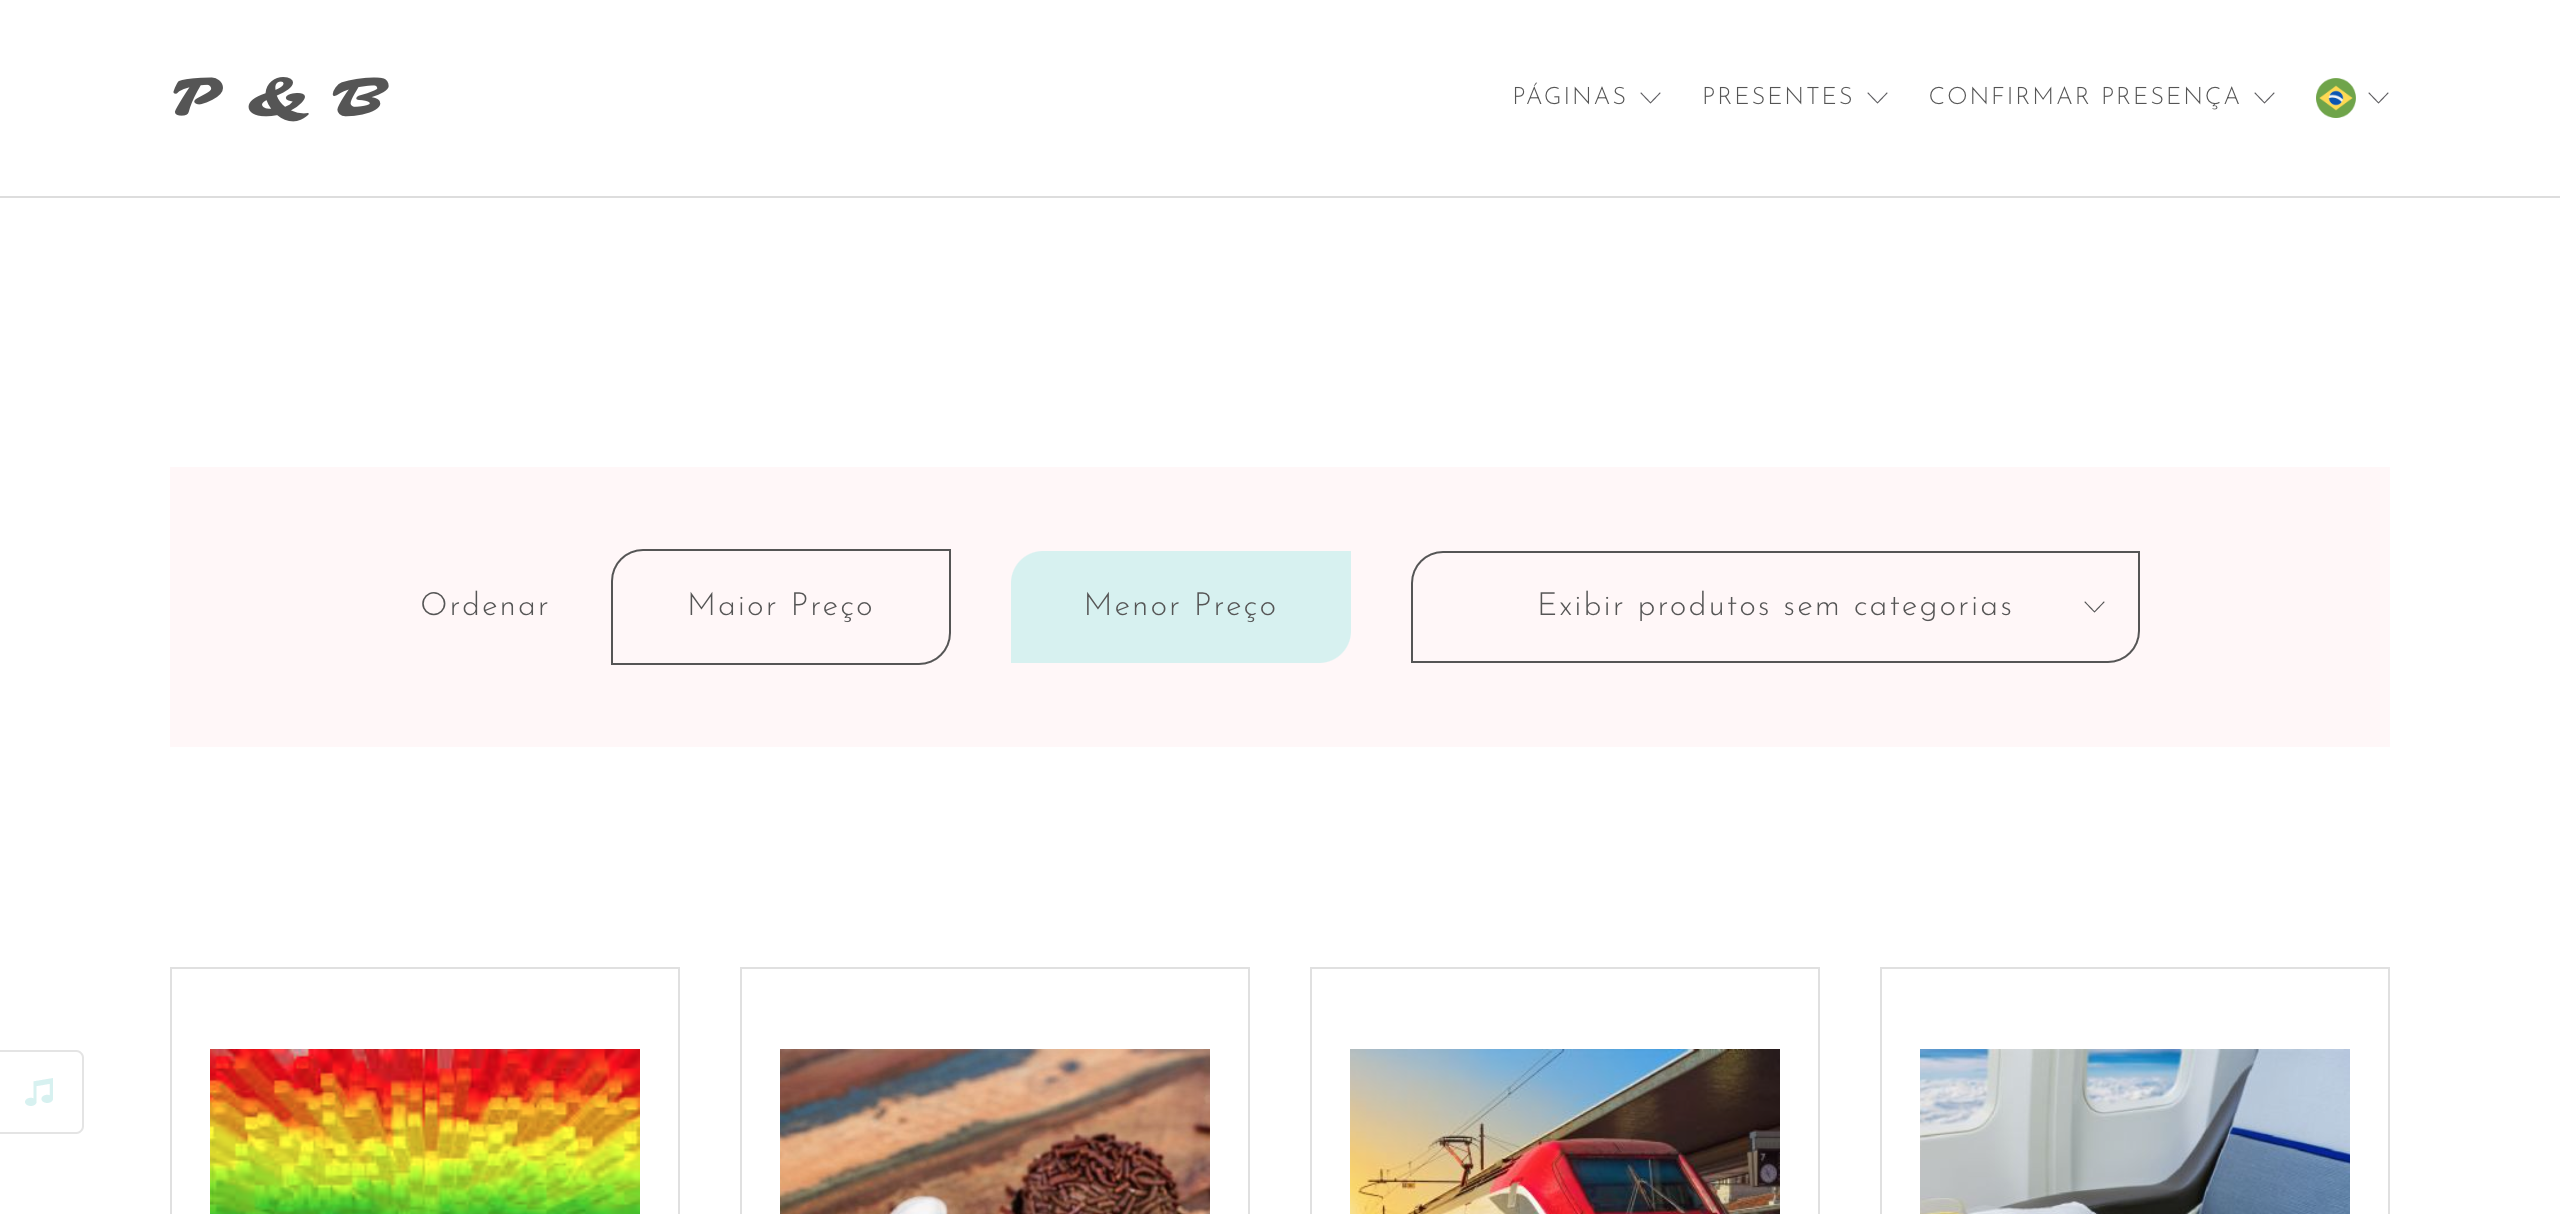 P & B
PÁGINAS
PRESENTES
CONFIRMAR PRESENÇA
Ordenar
Maior Preço
Menor Preço
Exibir produtos sem categorias